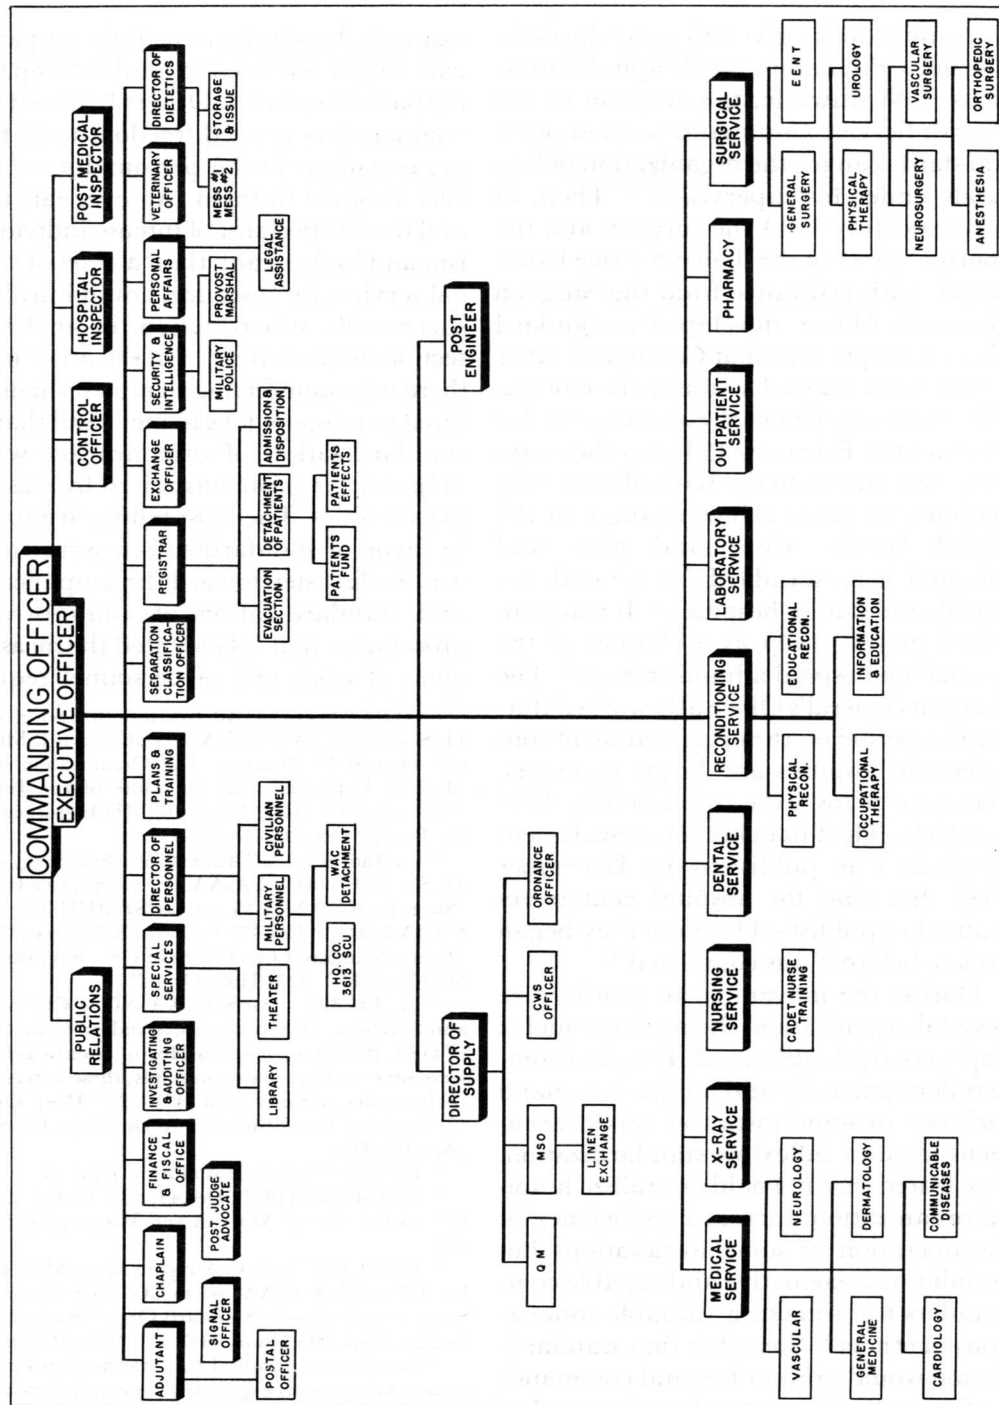 COMMANDING OFFICER
EXECUTIVE OFFICER
PUBLIC
RELATIONS
CONTROL
OFFICER
HOSPITAL
INSPECTOR
POST MEDICAL
INSPECTOR
ADJUTANT
CHAPLAIN
FINANCE
& FISCAL
OFFICE
INVESTIGATING
& AUDITING
OFFICER
SPECIAL
SERVICES
DIRECTOR OF
PERSONNEL
PLANS &
TRAINING
SEPARATION
CLASSIFICA-
TION OFFICER
REGISTRAR
EXCHANGE
OFFICER
SECURITY &
INTELLIGENCE
PERSONAL
AFFAIRS
VETERINARY
OFFICER
DIRECTOR OF
DIETETICS
SIGNAL
OFFICER
POST JUDGE
ADVOCATE
MILITARY
POLICE
PROVOST
MARSHAL
MESS #1
MESS #2
STORAGE
& ISSUE
POSTAL
OFFICER
LIBRARY
THEATER
MILITARY
PERSONNEL
CIVILIAN
PERSONNEL
EVACUATION
SECTION
DETACHMENT
OF PATIENTS
ADMISSION &
DISPOSITION
LEGAL
ASSISTANCE
HQ. CO.
3613 SCU
WAC
DETACHMENT
PATIENTS
FUND
PATIENTS
EFFECTS
DIRECTOR OF
SUPPLY
POST
ENGINEER
Q M
MSO
CWS OFFICER
ORDNANCE
OFFICER
LINEN
EXCHANGE
MEDICAL
SERVICE
X-RAY
SERVICE
NURSING
SERVICE
DENTAL
SERVICE
RECONDITIONING
SERVICE
LABORATORY
SERVICE
OUTPATIENT
SERVICE
PHARMACY
SURGICAL
SERVICE
VASCULAR
NEUROLOGY
CADET NURSE
TRAINING
PHYSICAL
RECON.
EDUCATIONAL
RECON.
GENERAL
SURGERY
E E N T
GENERAL
MEDICINE
DERMATOLOGY
OCCUPATIONAL
THERAPY
INFORMATION
& EDUCATION
PHYSICAL
THERAPY
UROLOGY
CARDIOLOGY
COMMUNICABLE
DISEASES
NEUROSURGERY
VASCULAR
SURGERY
ANESTHESIA
ORTHOPEDIC
SURGERY